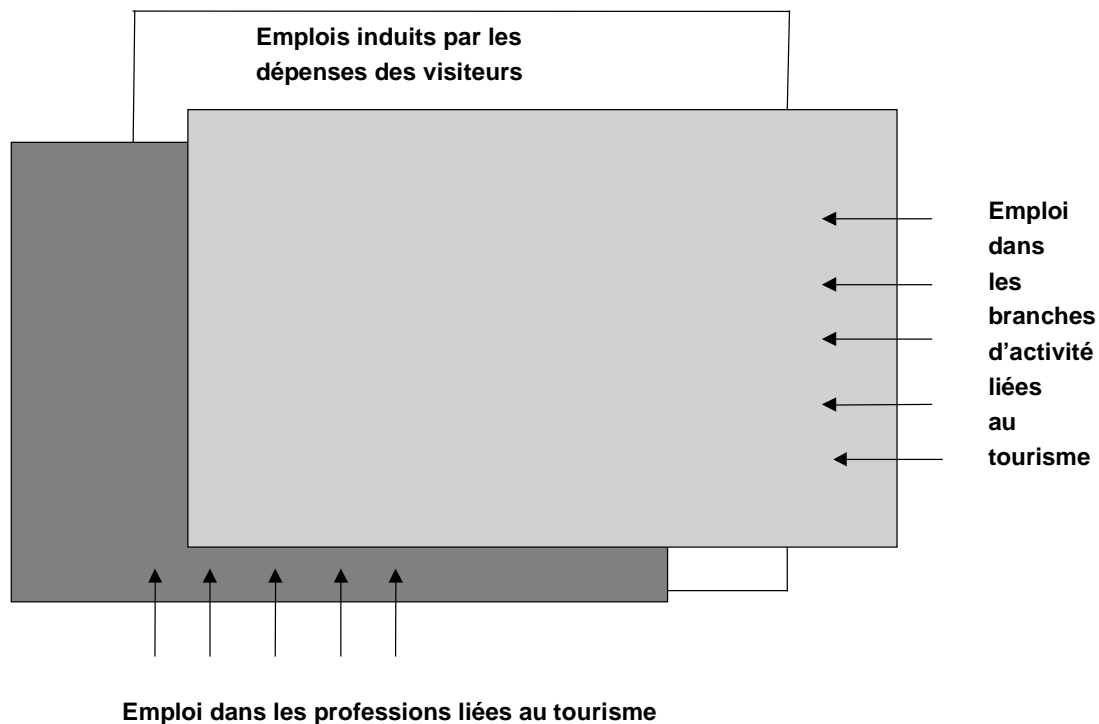 Emplois induits par les
dépenses des visiteurs
Emploi
dans
les
branches
d’activité
liées
au
tourisme
Emploi dans les professions liées au tourisme